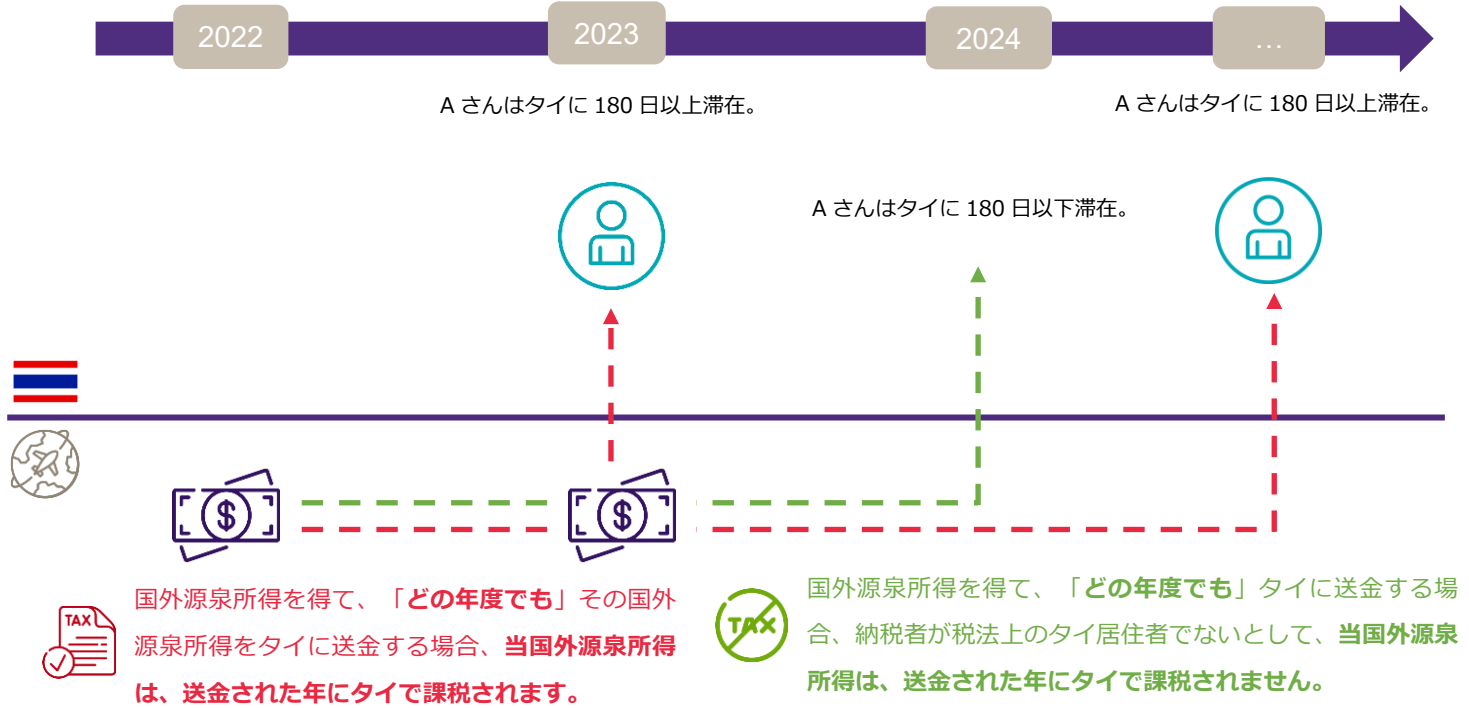 2022
2023
2024
...
A さんはタイに 180 日以上滞在。
A さんはタイに 180 日以上滞在。
A さんはタイに 180 日以下滞在。
$
$
TAX
国外源泉所得を得て、「どの年度でも」その国外
源泉所得をタイに送金する場合、当国外源泉所得
は、送金された年にタイで課税されます。
TAX
国外源泉所得を得て、「どの年度でも」タイに送金する場
合、納税者が税法上のタイ居住者でないとして、当国外源泉
所得は、送金された年にタイで課税されません。